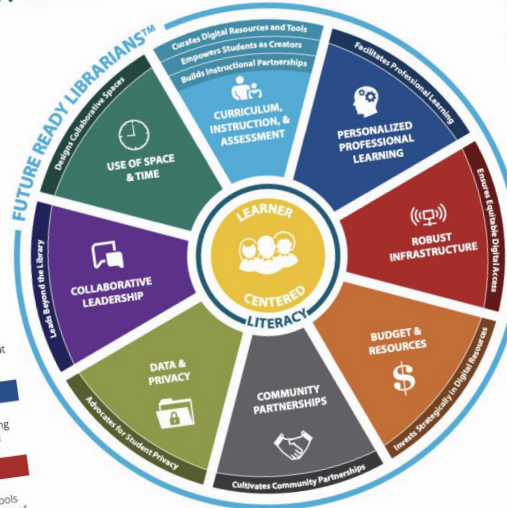 FUTURE READY LIBRARIANS™
Curates Digital Resources and Tools
Empowers Students as Creators
Builds Instructional Partnerships
CURRICULUM,
INSTRUCTION, &
ASSESSMENT
Facilitates Professional Learning
PERSONALIZED
PROFESSIONAL
LEARNING
Ensures Equitable Digital Access
ROBUST
INFRASTRUCTURE
Invests Strategically in Digital Resources
BUDGET &
RESOURCES
$
Cultivates Community Partnerships
COMMUNITY
PARTNERSHIPS
Advocates for Student Privacy
DATA &
PRIVACY
Leads Beyond the Library
COLLABORATIVE
LEADERSHIP
Designs Collaborative Spaces
USE OF SPACE
& TIME
LEARNER
CENTERED
LITERACY